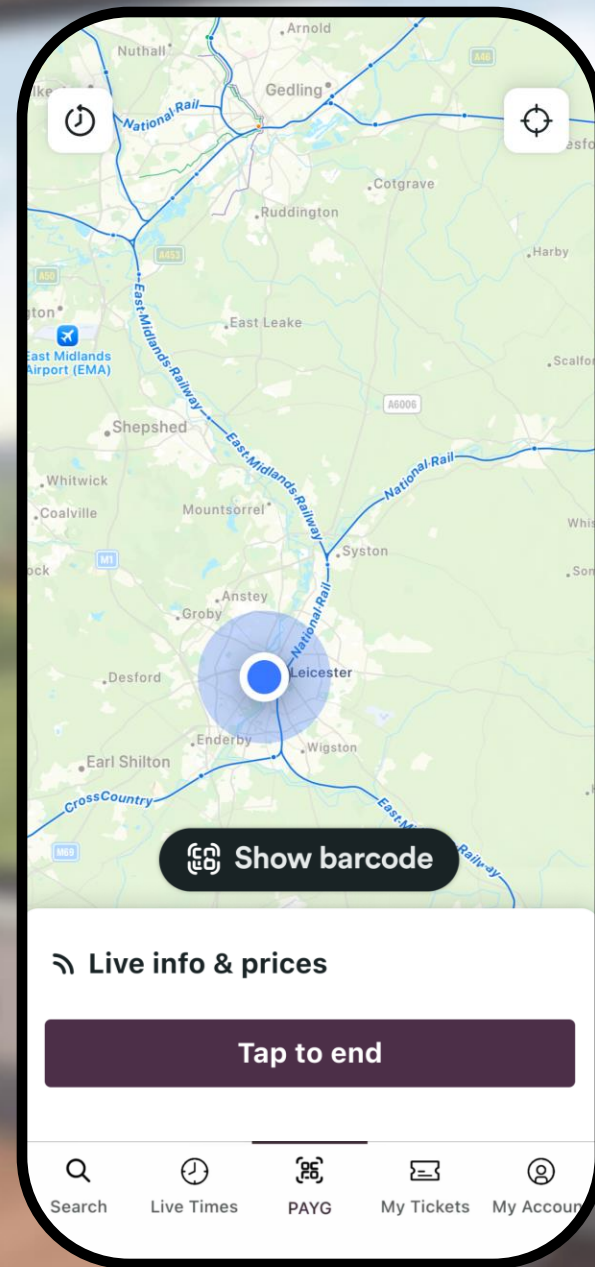 Arnold
Nuthall
A46
Gedling
National Rail
Cotgrave
Ruddington
Harby
A453
A50
East Leake
East Midlands
Airport (EMA)
East Midlands Railway
A6006
Shepshed
East Midlands Railway
National Rail
Whitwick
Mountsorrel
Coalville
M1
Syston
Anstey
Groby
National Rail
Leicester
Desford
Enderby
Wigston
Earl Shilton
CrossCountry
East M
Railway
M69
Show barcode
Live info & prices
Tap to end
Search
Live Times
PAYG
My Tickets
My Accoun